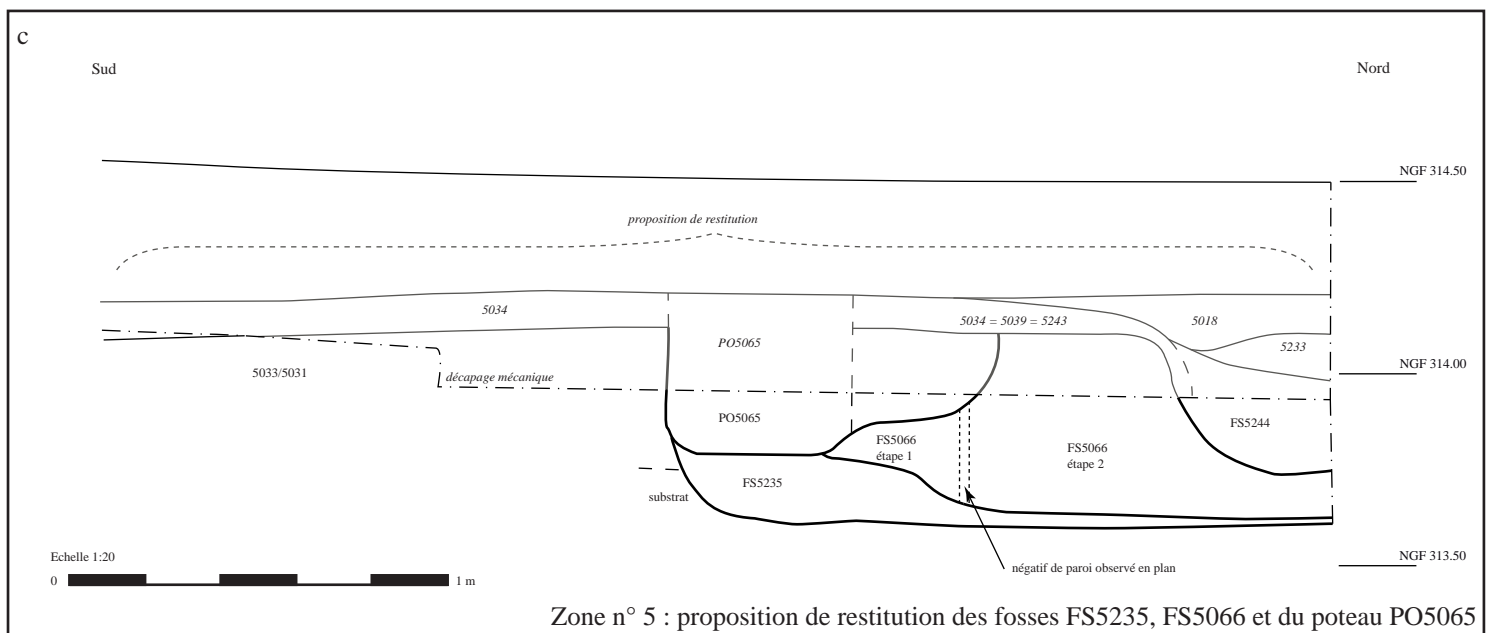 c
Sud
Nord
NGF 314.50
proposition de restitution
5034
5034 = 5039 = 5243
5018
PO5065
5233
5033/5031
décapage mécanique
NGF 314.00
PO5065
FS5066
étape 1
FS5066
étape 2
FS5244
substrat
FS5235
Echelle 1:20
0
1 m
négatif de paroi observé en plan
NGF 313.50
Zone n° 5 : proposition de restitution des fosses FS5235, FS5066 et du poteau PO5065